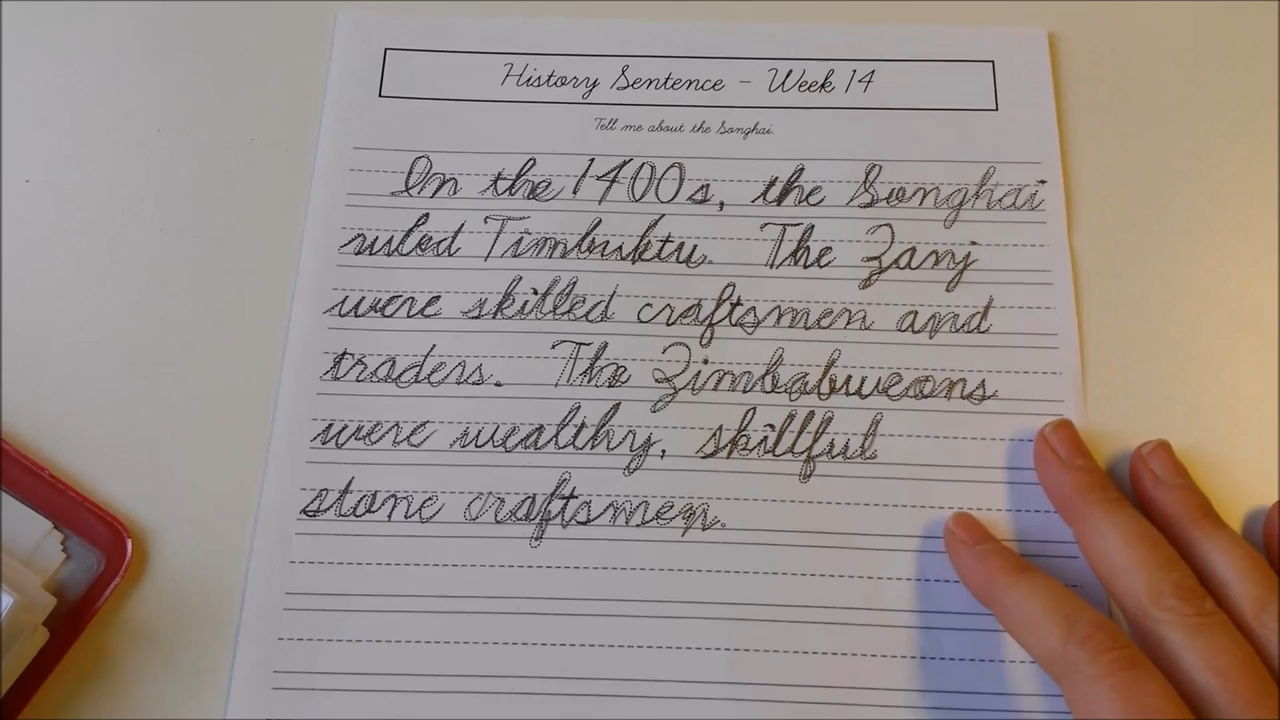 History Sentence - Week 14
Tell me about the Songhai.
In the 1400s, the Songhai
ruled Timbuktu. The Zanj
were skilled craftsmen and
traders. The Zimbabweans
were wealthy, skillful
stone craftsmen.